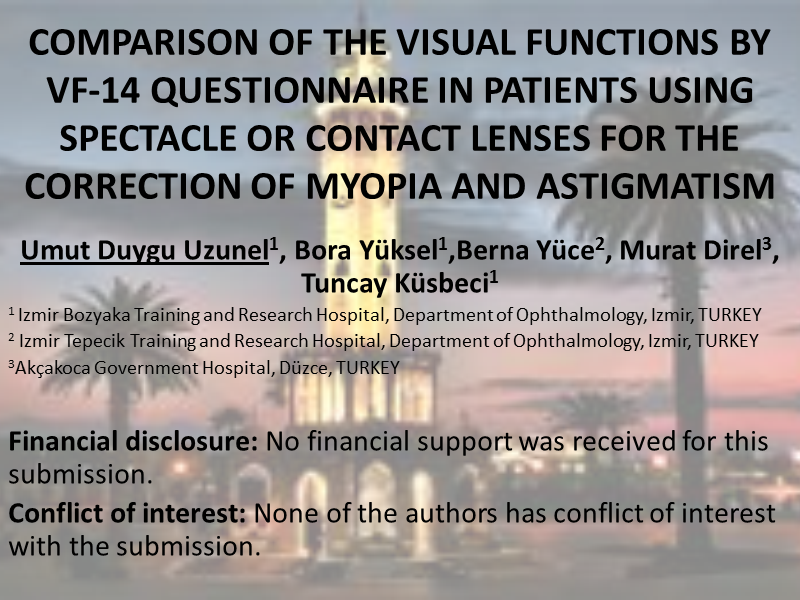 COMPARISON OF THE VISUAL FUNCTIONS BY
VF-14 QUESTIONNAIRE IN PATIENTS USING
SPECTACLE OR CONTACT LENSES FOR THE
CORRECTION OF MYOPIA AND ASTIGMATISM
Umut Duygu Uzunel¹, Bora Yüksel¹,Berna Yüce², Murat Direl³,
Tuncay Küsbeci¹
¹ Izmir Bozyaka Training and Research Hospital, Department of Ophthalmology, Izmir, TURKEY
² Izmir Tepecik Training and Research Hospital, Department of Ophthalmology, Izmir, TURKEY
³Akçakoca Government Hospital, Düzce, TURKEY
Financial disclosure: No financial support was received for this
submission.
Conflict of interest: None of the authors has conflict of interest
with the submission.